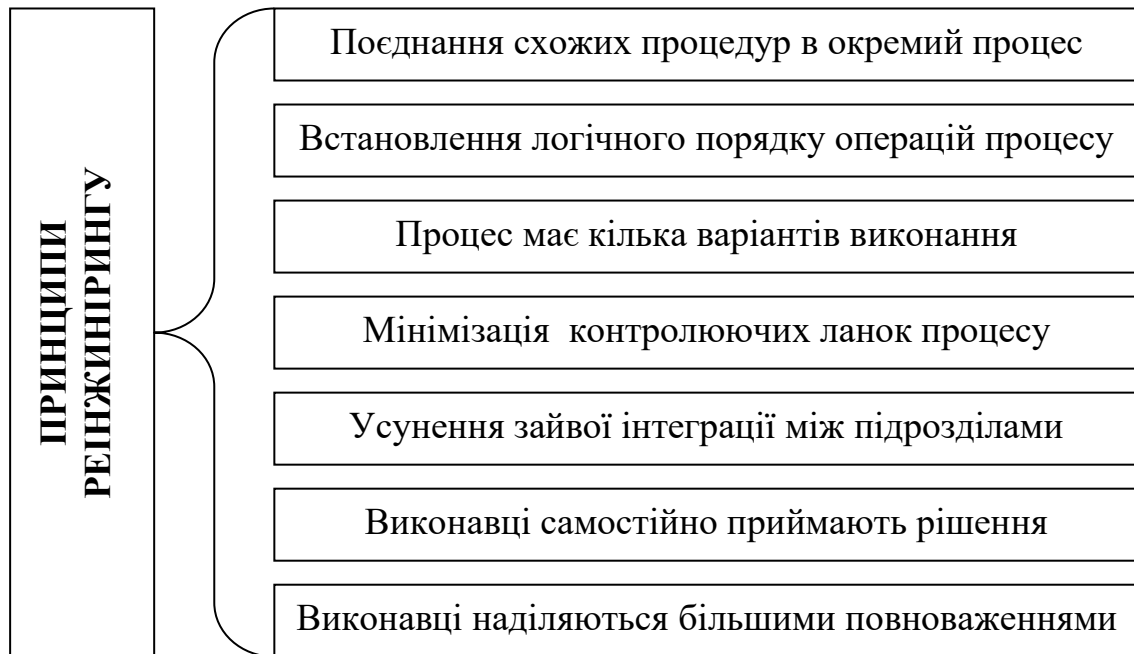 ПРИНЦИПИ
РЕІНЖИНІРИНГУ
Поєднання схожих процедур в окремий процес
Встановлення логічного порядку операцій процесу
Процес має кілька варіантів виконання
Мінімізація  контролюючих ланок процесу
Усунення зайвої інтеграції між підрозділами
Виконавці самостійно приймають рішення
Виконавці наділяються більшими повноваженнями